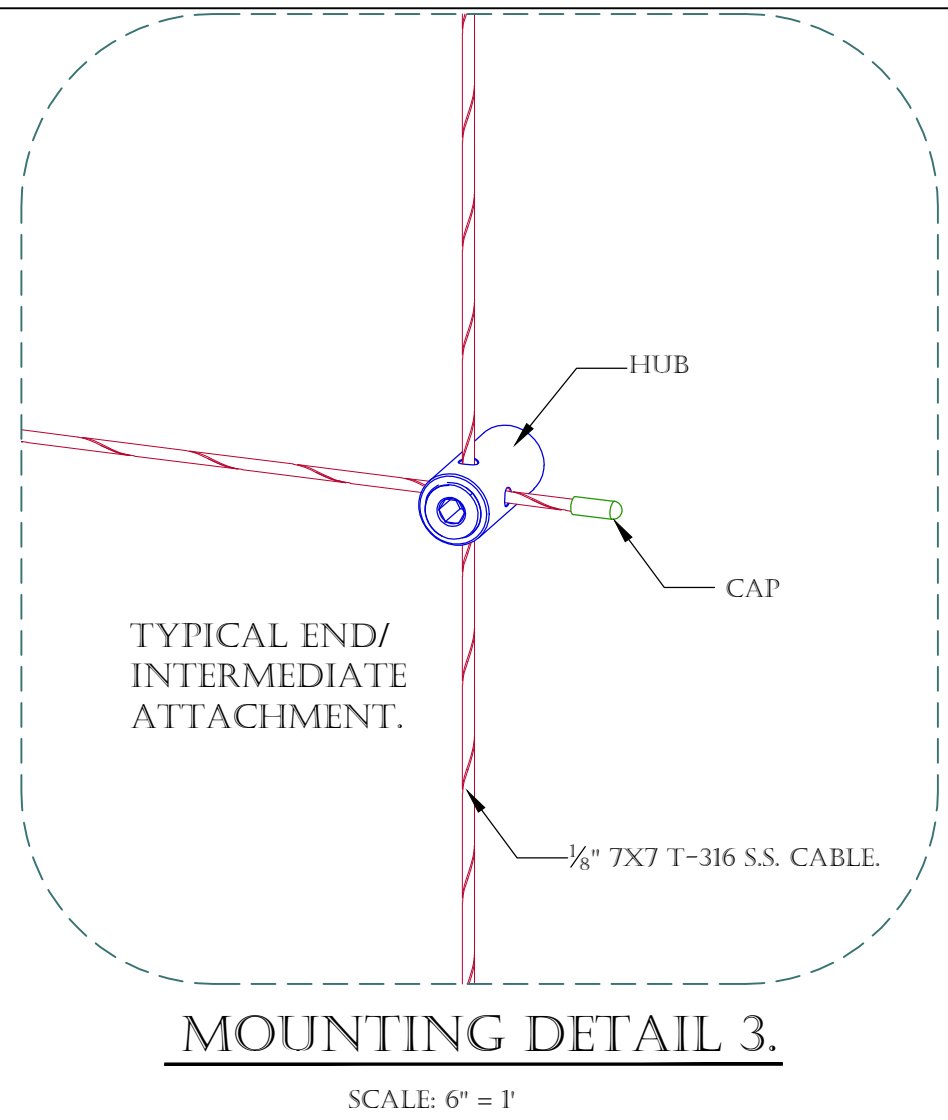 HUB
CAP
TYPICAL END/
INTERMEDIATE
ATTACHMENT.
⅛" 7X7 T-316 S.S. CABLE.
MOUNTING DETAIL 3.
SCALE: 6" = 1'